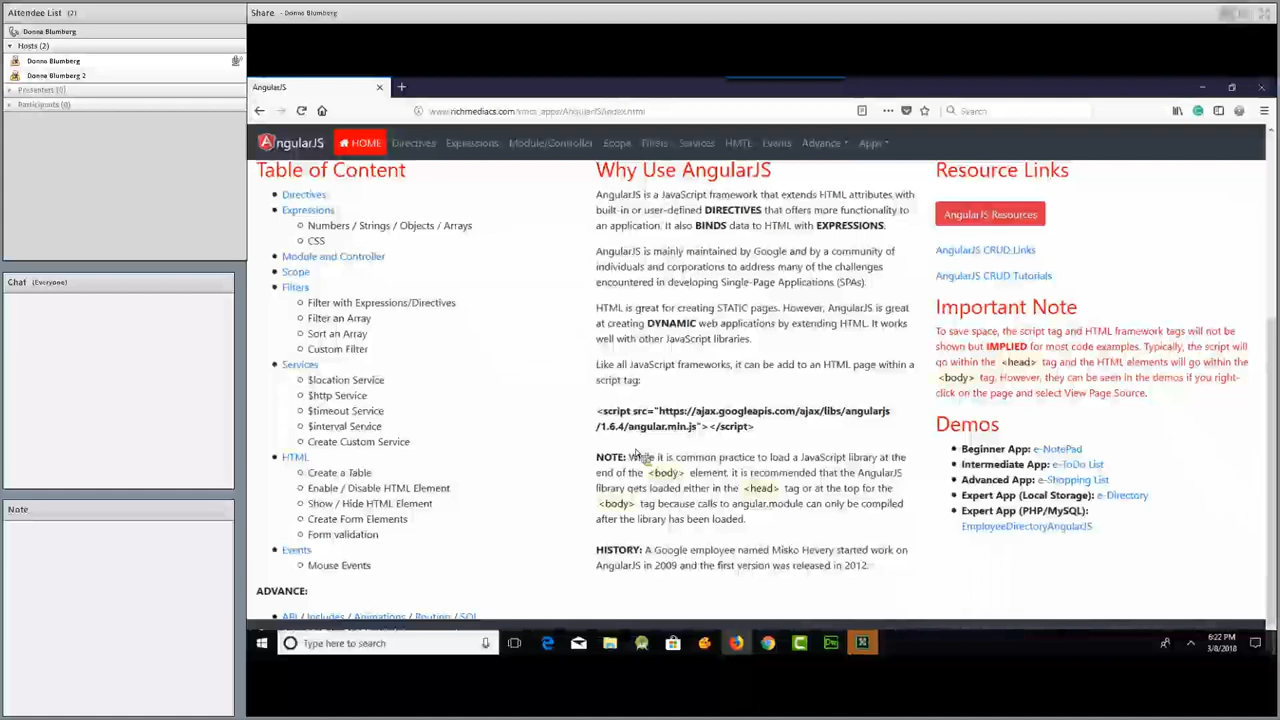 Attendee List (2)
Donna Blumberg
Hosts (2)
Donna Blumberg
Donna Blumberg 2
Presenters (0)
Participants (0)
Chat (Everyone)
Note
Share - Donna Blumberg
AngularJS
www.richmediacs.com/rmcs_apps/AngularJS/index.html
Search
AngularJS HOME Directives Expressions Module/Controller Scope Filters Services HMTL Events Advance Apps
Table of Content
Directives
Expressions
Numbers / Strings / Objects / Arrays
CSS
Module and Controller
Scope
Filters
Filter with Expressions/Directives
Filter an Array
Sort an Array
Custom Filter
Services
$location Service
$http Service
$timeout Service
$interval Service
Create Custom Service
HTML
Create a Table
Enable / Disable HTML Element
Show / Hide HTML Element
Create Form Elements
Form validation
Events
Mouse Events
ADVANCE:
/ Includes / Animations / Routing / SQL
Why Use AngularJS
AngularJS is a JavaScript framework that extends HTML attributes with
built-in or user-defined DIRECTIVES that offers more functionality to
an application. It also BINDS data to HTML with EXPRESSIONS.
AngularJS is mainly maintained by Google and by a community of
individuals and corporations to address many of the challenges
encountered in developing Single-Page Applications (SPAs).
HTML is great for creating STATIC pages. However, AngularJS is great
at creating DYNAMIC web applications by extending HTML. It works
well with other JavaScript libraries.
Like all JavaScript frameworks, it can be add to an HTML page within a
script tag:
<script src="https://ajax.googleapis.com/ajax/libs/angularjs
/1.6.4/angular.min.js"></script>
NOTE: While it is common practice to load a JavaScript library at the
end of the <body> element, it is recommended that the AngularJS
library gets loaded either in the <head> tag or at the top for the
<body> tag because calls to angular.module can only be compiled
after the library has been loaded.
HISTORY: A Google employee named Misko Hevery started work on
AngularJS in 2009 and the first version was released in 2012.
Resource Links
AngularJS Resources
AngularJS CRUD Links
AngularJS CRUD Tutorials
Important Note
To save space, the script tag and HTML framework tags will not be
shown but IMPLIED for most code examples. Typically, the script will
go within the <head> tag and the HTML elements will go within the
<body> tag. However, they can be seen in the demos if you right-
click on the page and select View Page Source.
Demos
Beginner App: e-NotePad
Intermediate App: e-ToDo List
Advanced App: e-Shopping List
Expert App (Local Storage): e-Directory
Expert App (PHP/MySQL):
EmployeeDirectoryAngularJS
Type here to search
6:22 PM
3/8/2018